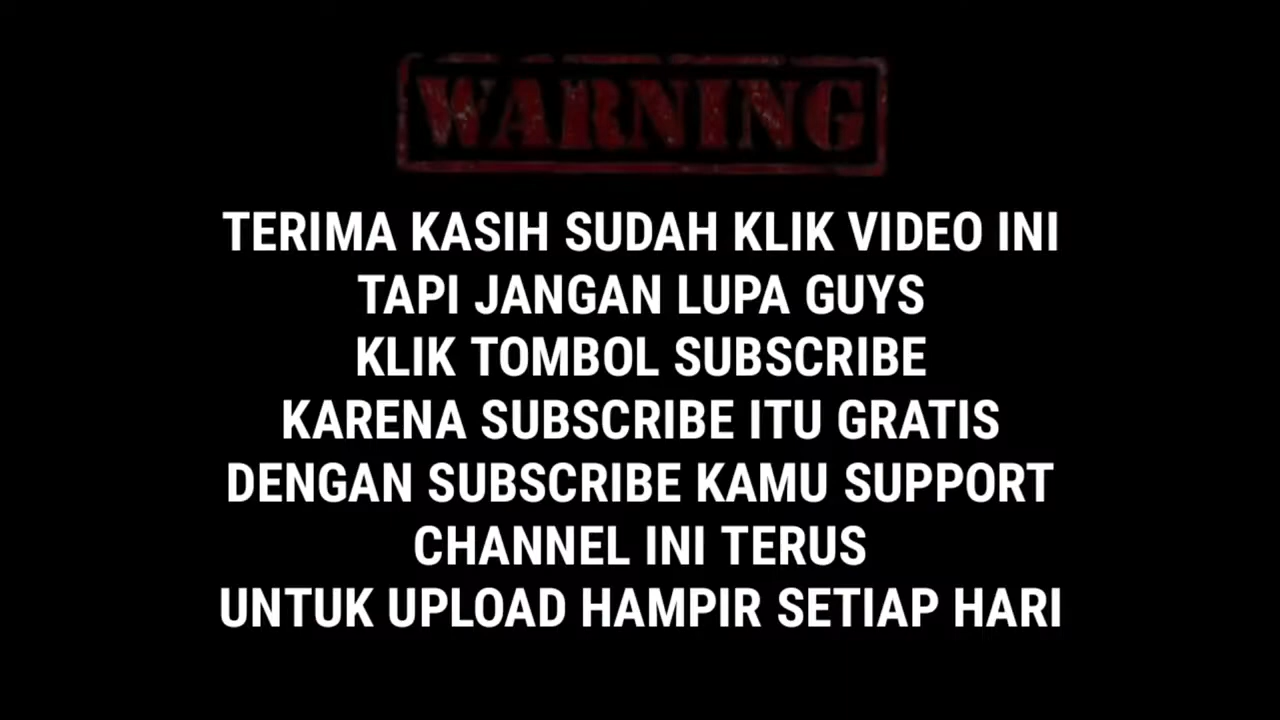 WARNING
TERIMA KASIH SUDAH KLIK VIDEO INI
TAPI JANGAN LUPA GUYS
KLIK TOMBOL SUBSCRIBE
KARENA SUBSCRIBE ITU GRATIS
DENGAN SUBSCRIBE KAMU SUPPORT
CHANNEL INI TERUS
UNTUK UPLOAD HAMPIR SETIAP HARI